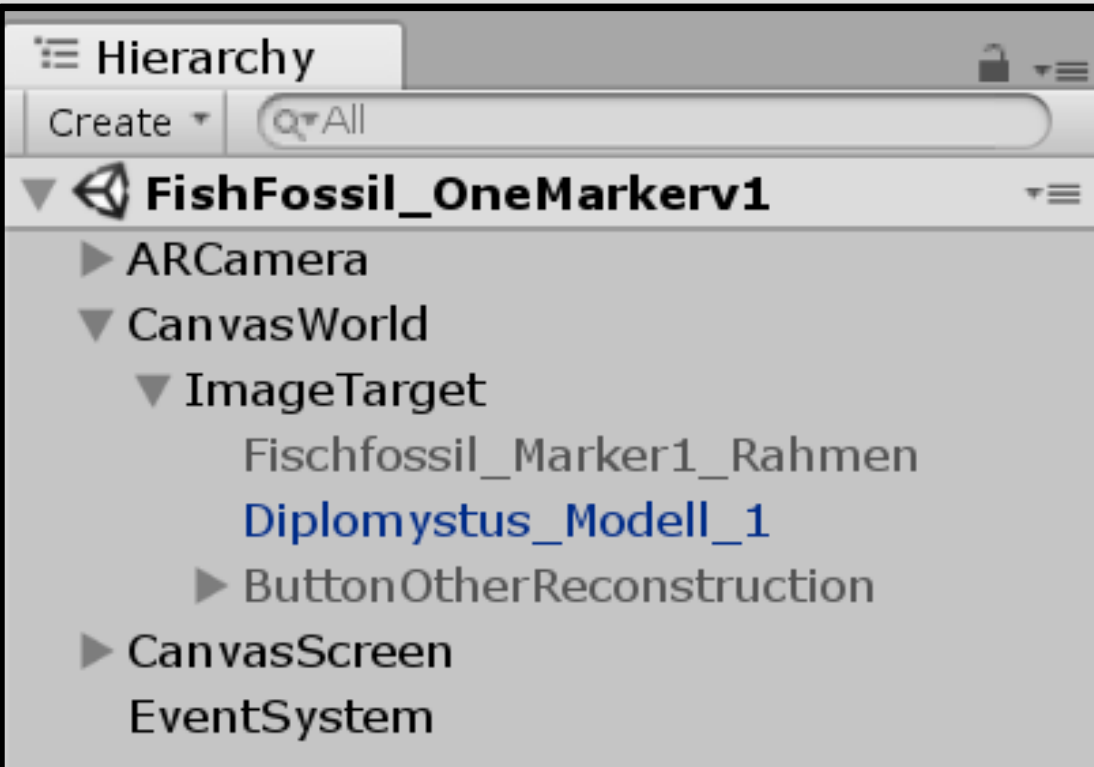 Hierarchy
Create All
FishFossil_OneMarkerv1
ARCamera
CanvasWorld
ImageTarget
Fischfossil_Marker1_Rahmen
Diplomystus_Modell_1
ButtonOtherReconstruction
CanvasScreen
EventSystem